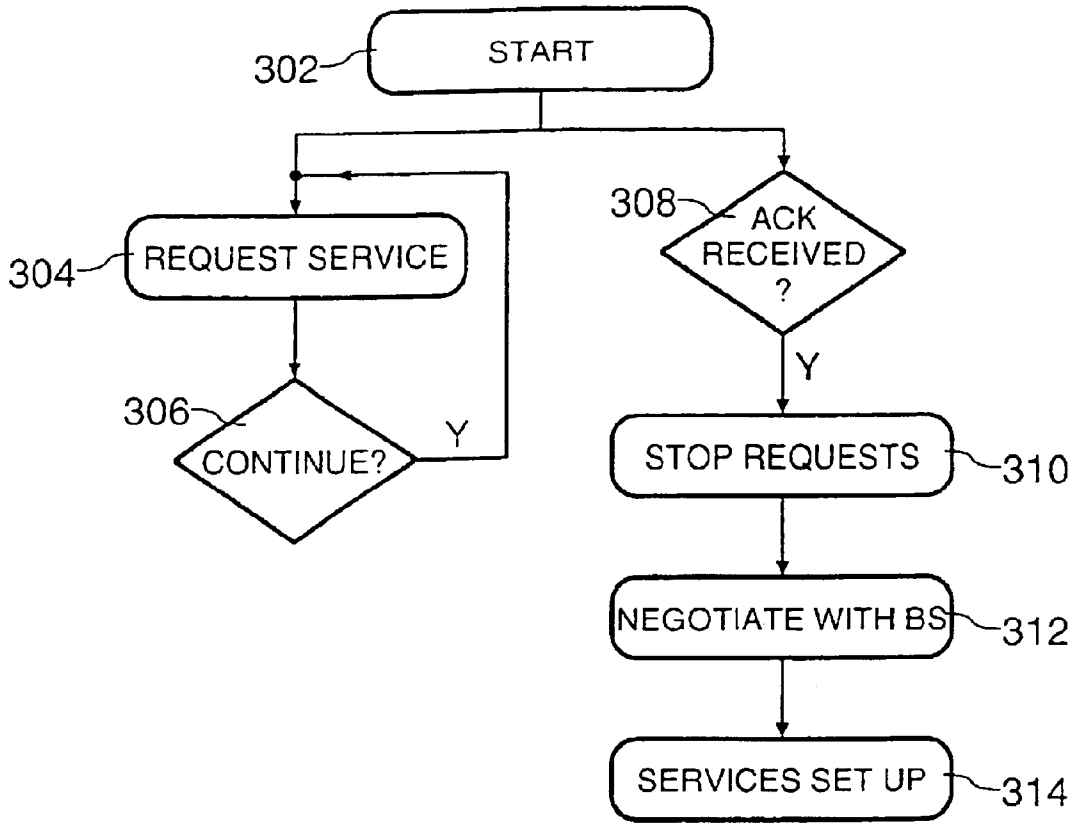 302
START
304
REQUEST SERVICE
306
CONTINUE?
Y
308
ACK
RECEIVED
?
Y
STOP REQUESTS
310
NEGOTIATE WITH BS
312
SERVICES SET UP
314